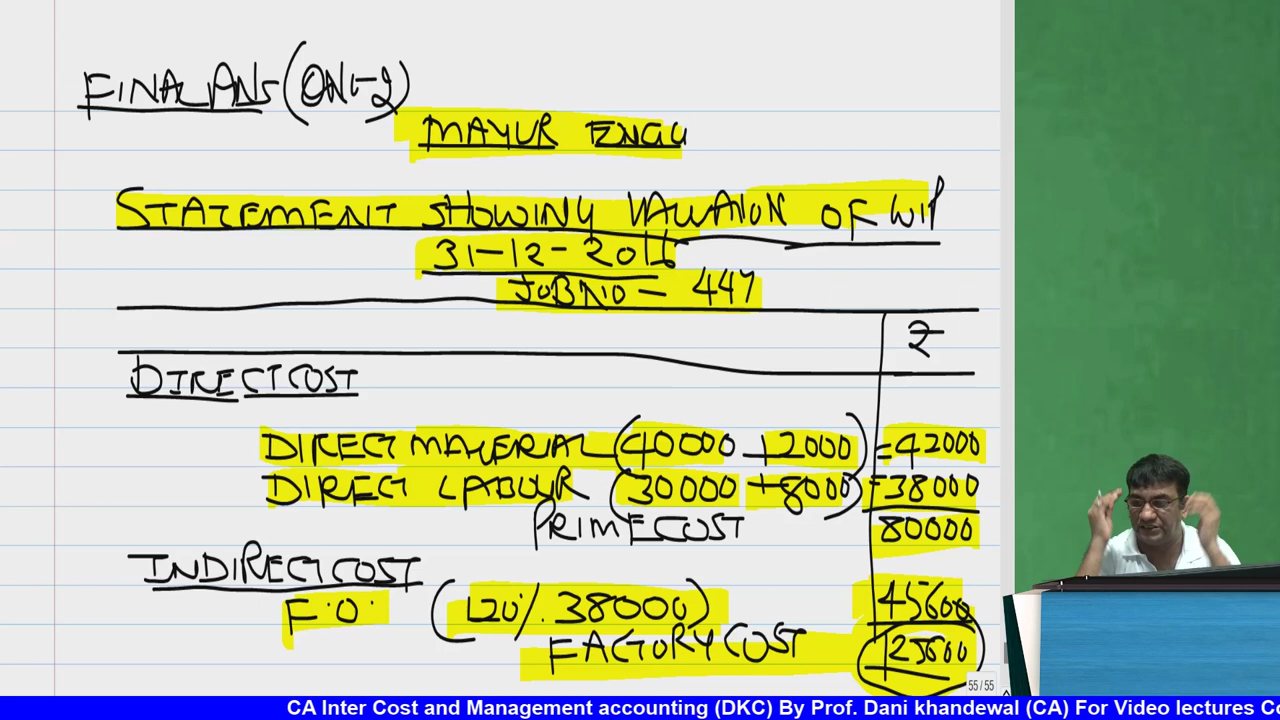 FINAL ANS (QN-2)
MAYUR ENGG
STATEMENT SHOWING VALUATION OF WIP
31-12-2016
JOB NO - 447
₹
DIRECT COST
DIRECT MATERIAL (40000 + 2000) = 42000
DIRECT LABOUR (30000 + 8000) = 38000
PRIME COST 80000
INDIRECT COST
F.O. (120%. 38000) 45600
FACTORY COST 125600
55/55
CA Inter Cost and Management accounting (DKC) By Prof. Dani khandewal (CA) For Video lectures Co